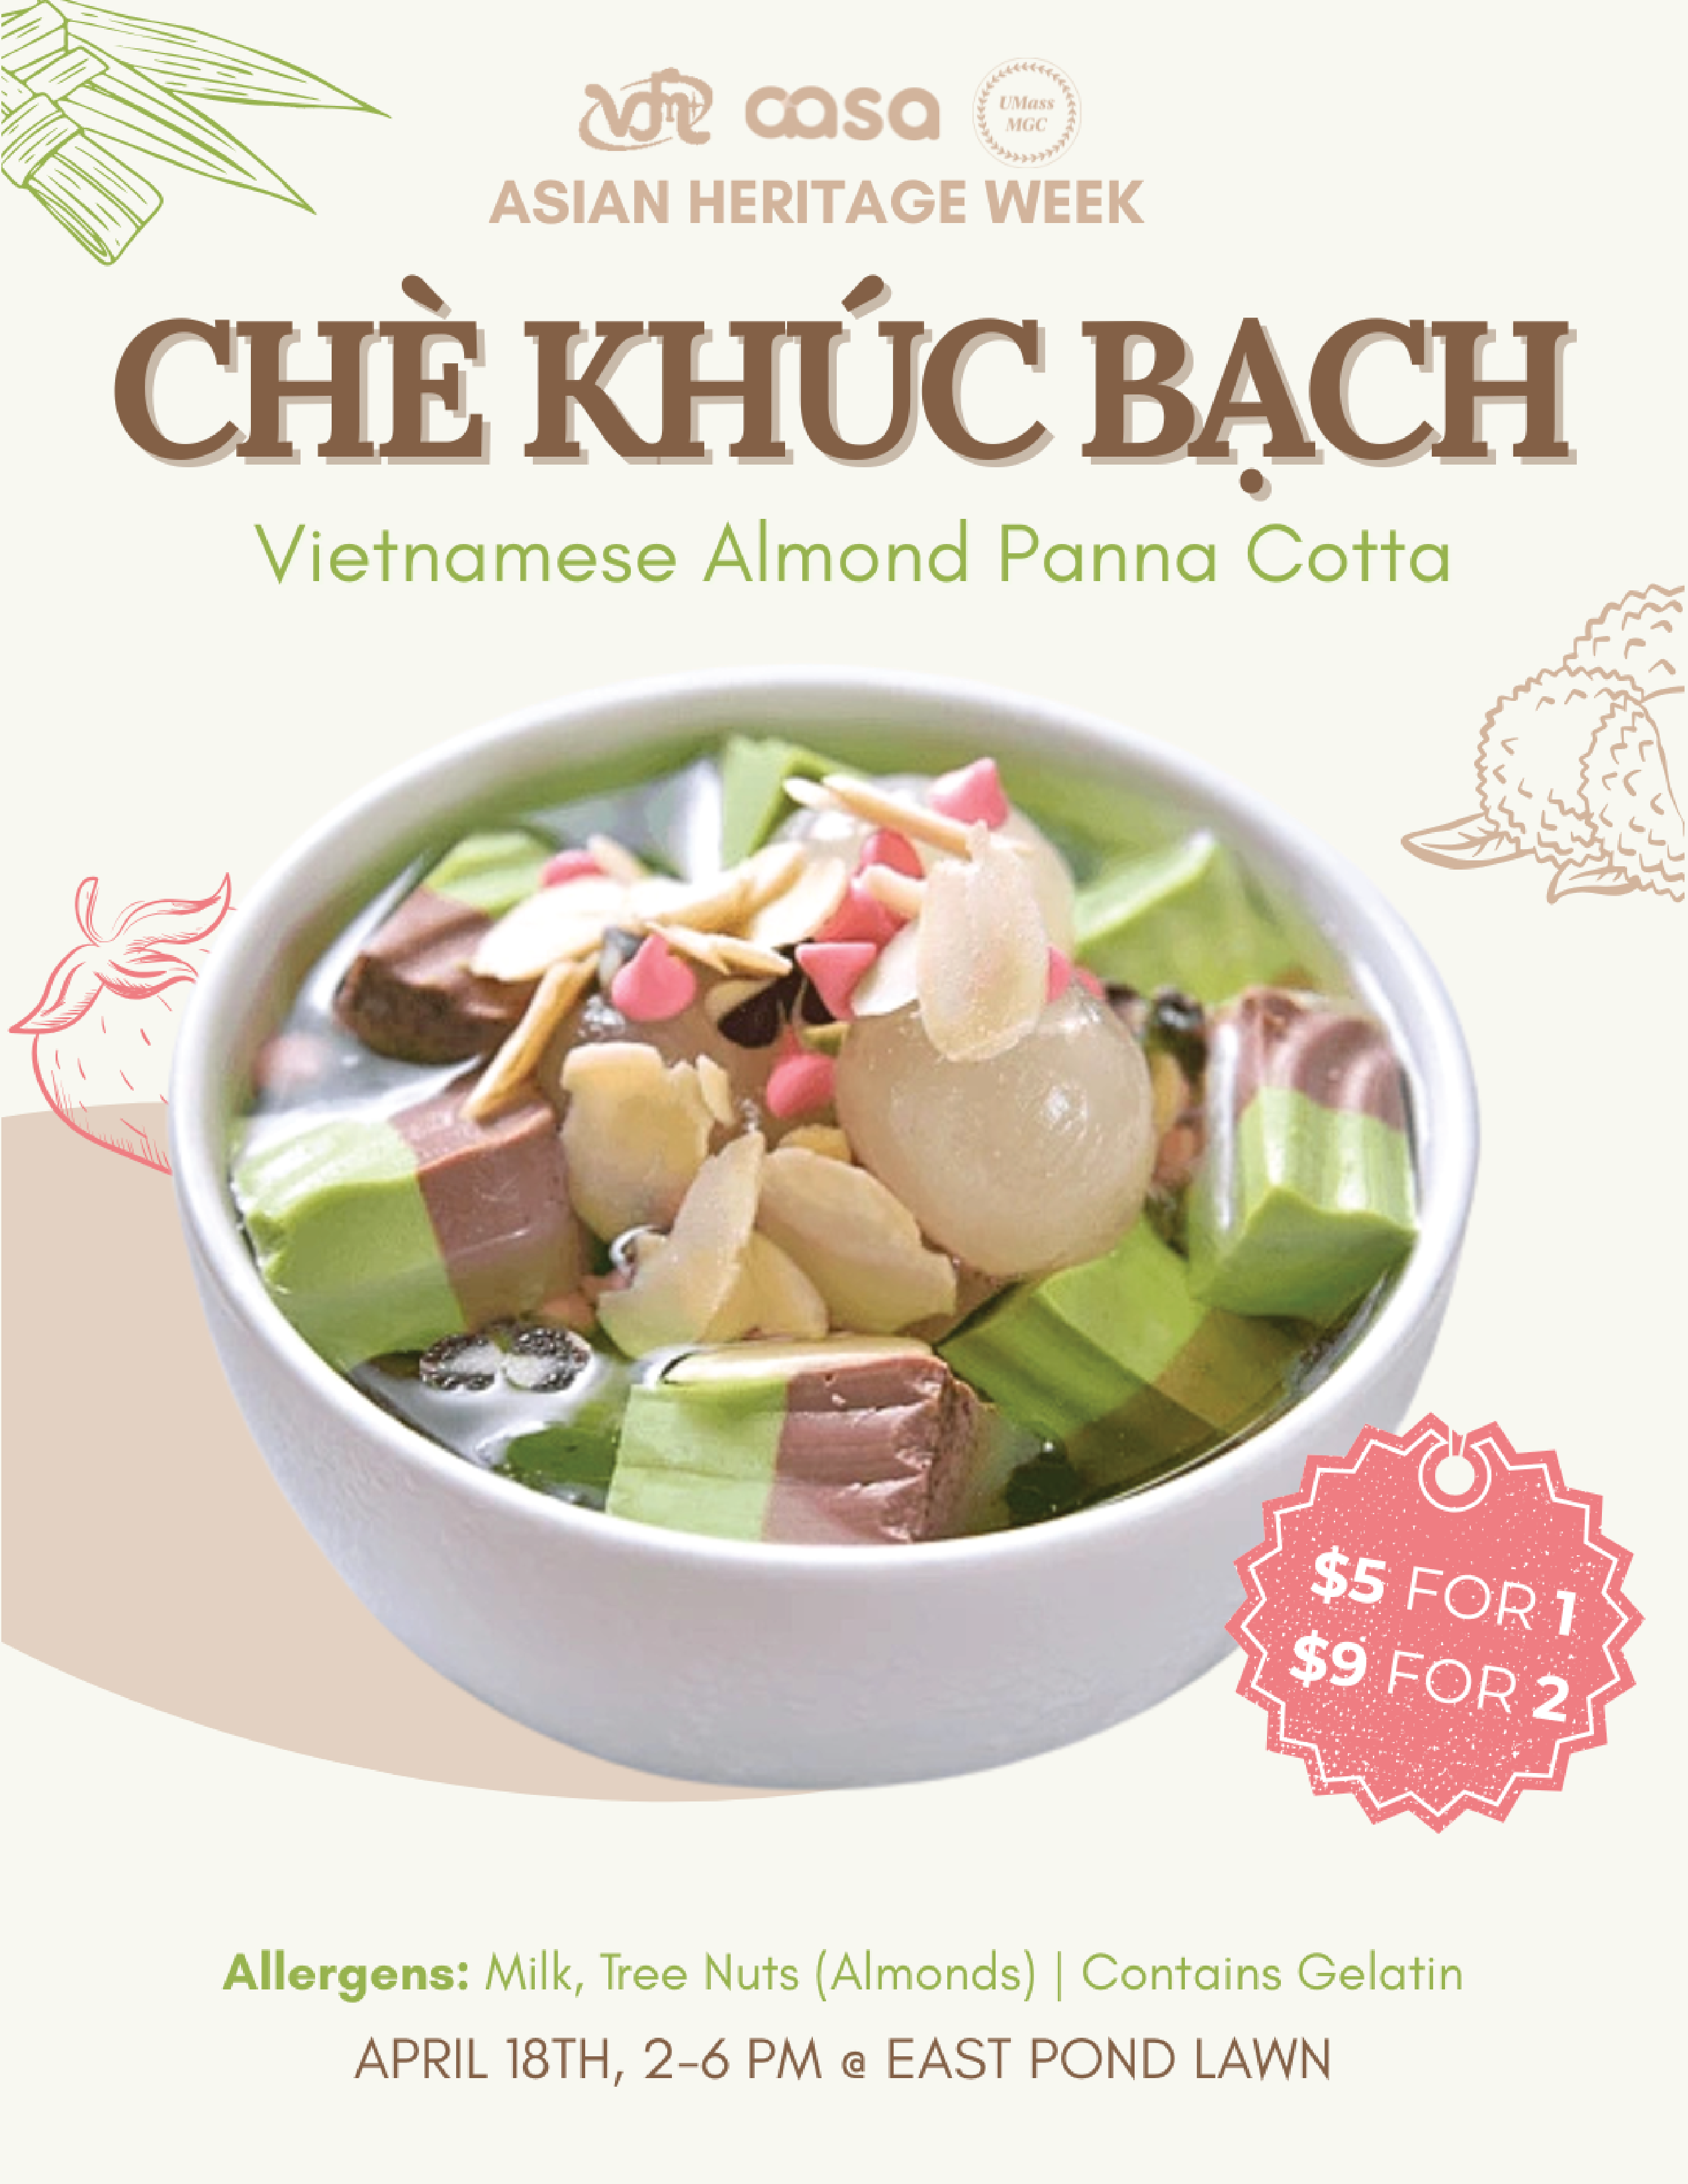 casa
UMass
MGC
ASIAN HERITAGE WEEK
CHÈ KHÚC BẠCH
Vietnamese Almond Panna Cotta
$5 FOR 1
$9 FOR 2
Allergens: Milk, Tree Nuts (Almonds) | Contains Gelatin
APRIL 18TH, 2-6 PM @ EAST POND LAWN